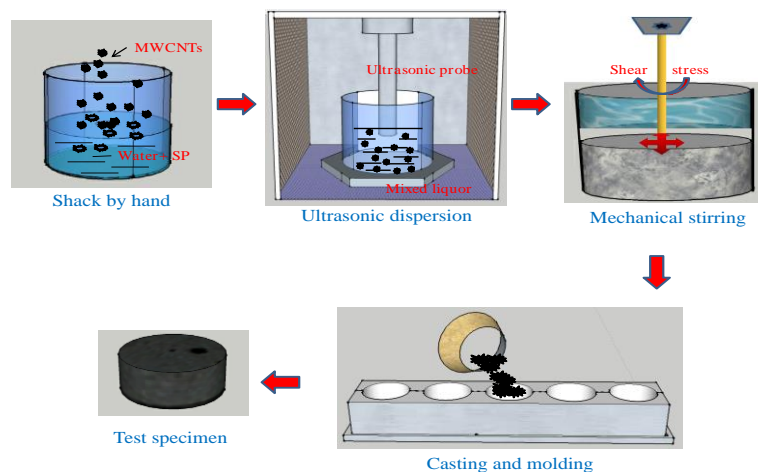 MWCNTs
Water+ SP
Shack by hand
Ultrasonic probe
Mixed liquor
Ultrasonic dispersion
Shear stress
Mechanical stirring
Casting and molding
Test specimen